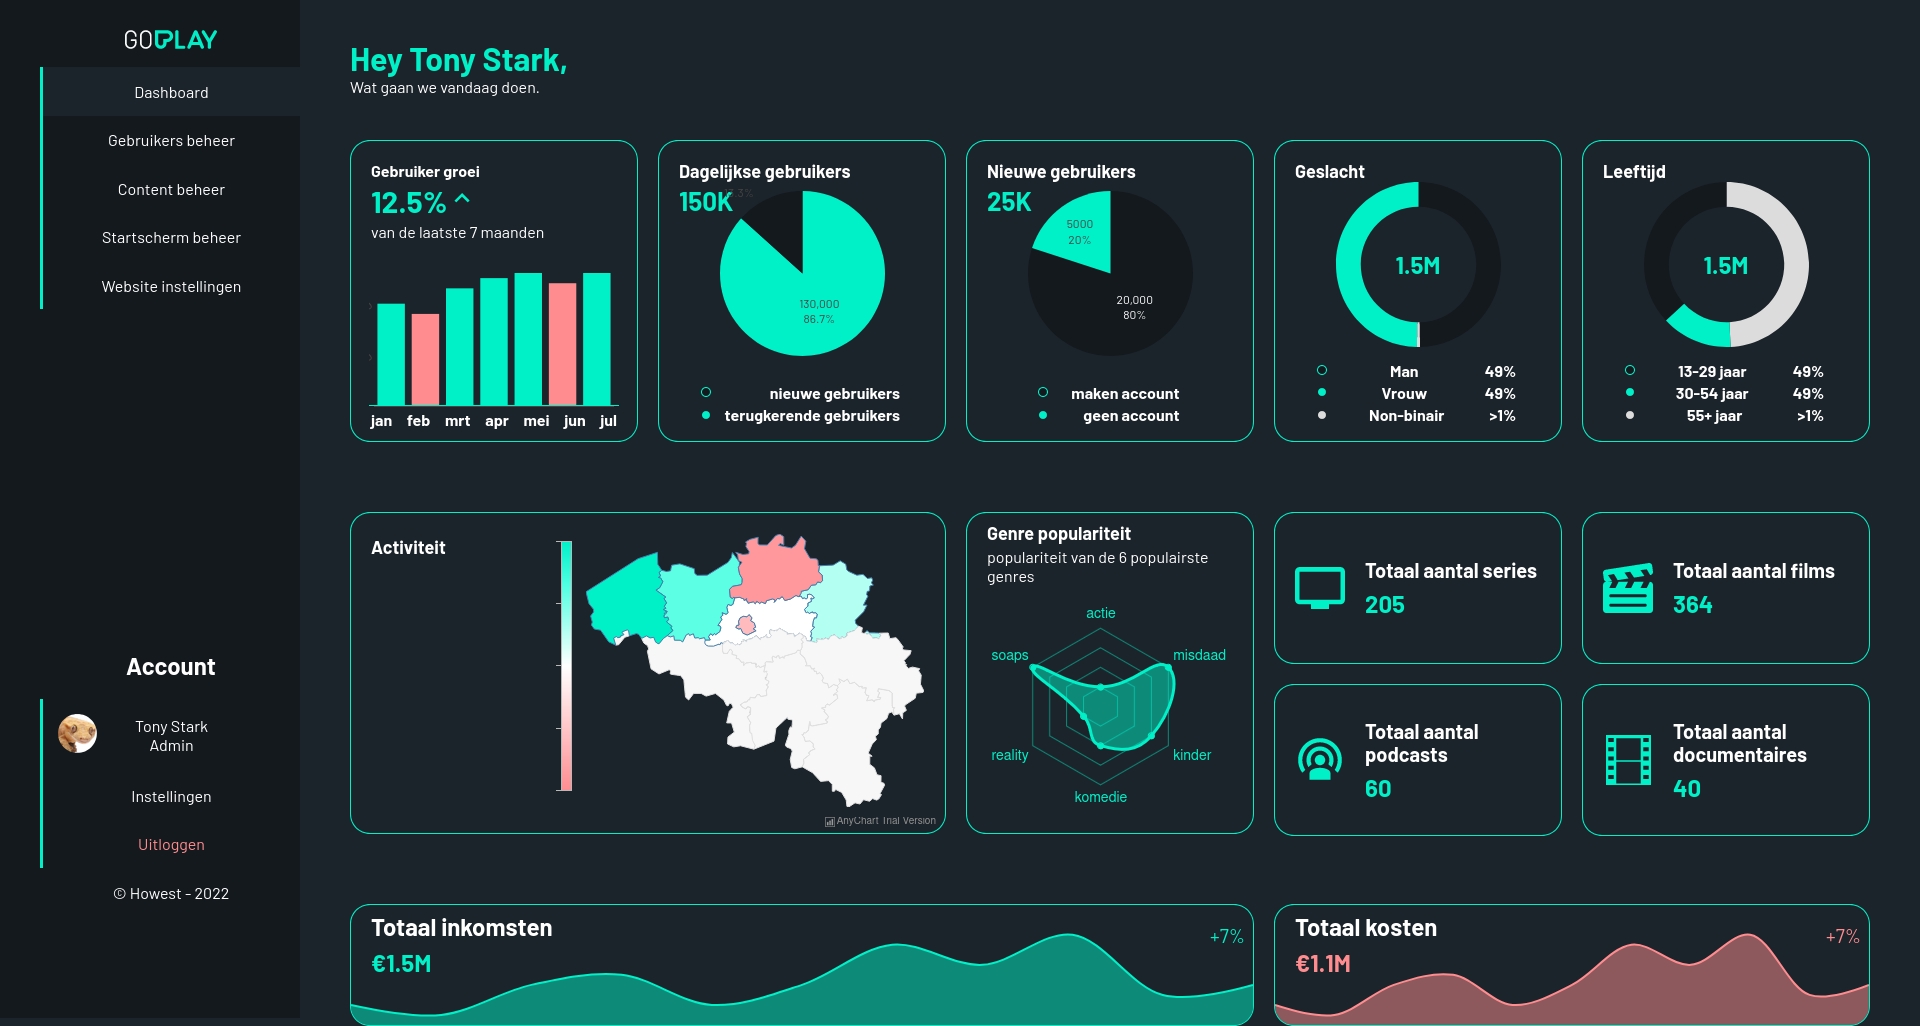 GOPLAY
Dashboard
Gebruikers beheer
Content beheer
Startscherm beheer
Website instellingen
Account
Tony Stark
Admin
Instellingen
Uitloggen
© Howest - 2022
Hey Tony Stark,
Wat gaan we vandaag doen.
Gebruiker groei
12.5%
van de laatste 7 maanden
jan feb mrt apr mei jun jul
Dagelijkse gebruikers
150K
130,000
86.7%
nieuwe gebruikers
terugkerende gebruikers
Nieuwe gebruikers
25K
5000
20%
20,000
80%
maken account
geen account
Geslacht
1.5M
Man 49%
Vrouw 49%
Non-binair >1%
Leeftijd
1.5M
13-29 jaar 49%
30-54 jaar 49%
55+ jaar >1%
Activiteit
AnyChart Trial Version
Genre populariteit
populariteit van de 6 populairste
genres
actie
misdaad
kinder
komedie
reality
soaps
Totaal aantal series
205
Totaal aantal films
364
Totaal aantal
podcasts
60
Totaal aantal
documentaires
40
Totaal inkomsten
€1.5M
+7%
Totaal kosten
€1.1M
+7%